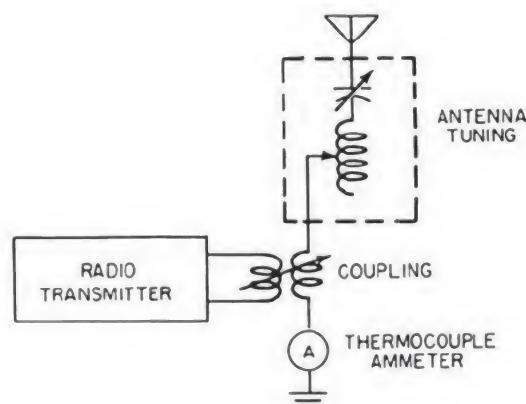 ANTENNA
TUNING
RADIO
TRANSMITTER
COUPLING
A
THERMOCOUPLE
AMMETER